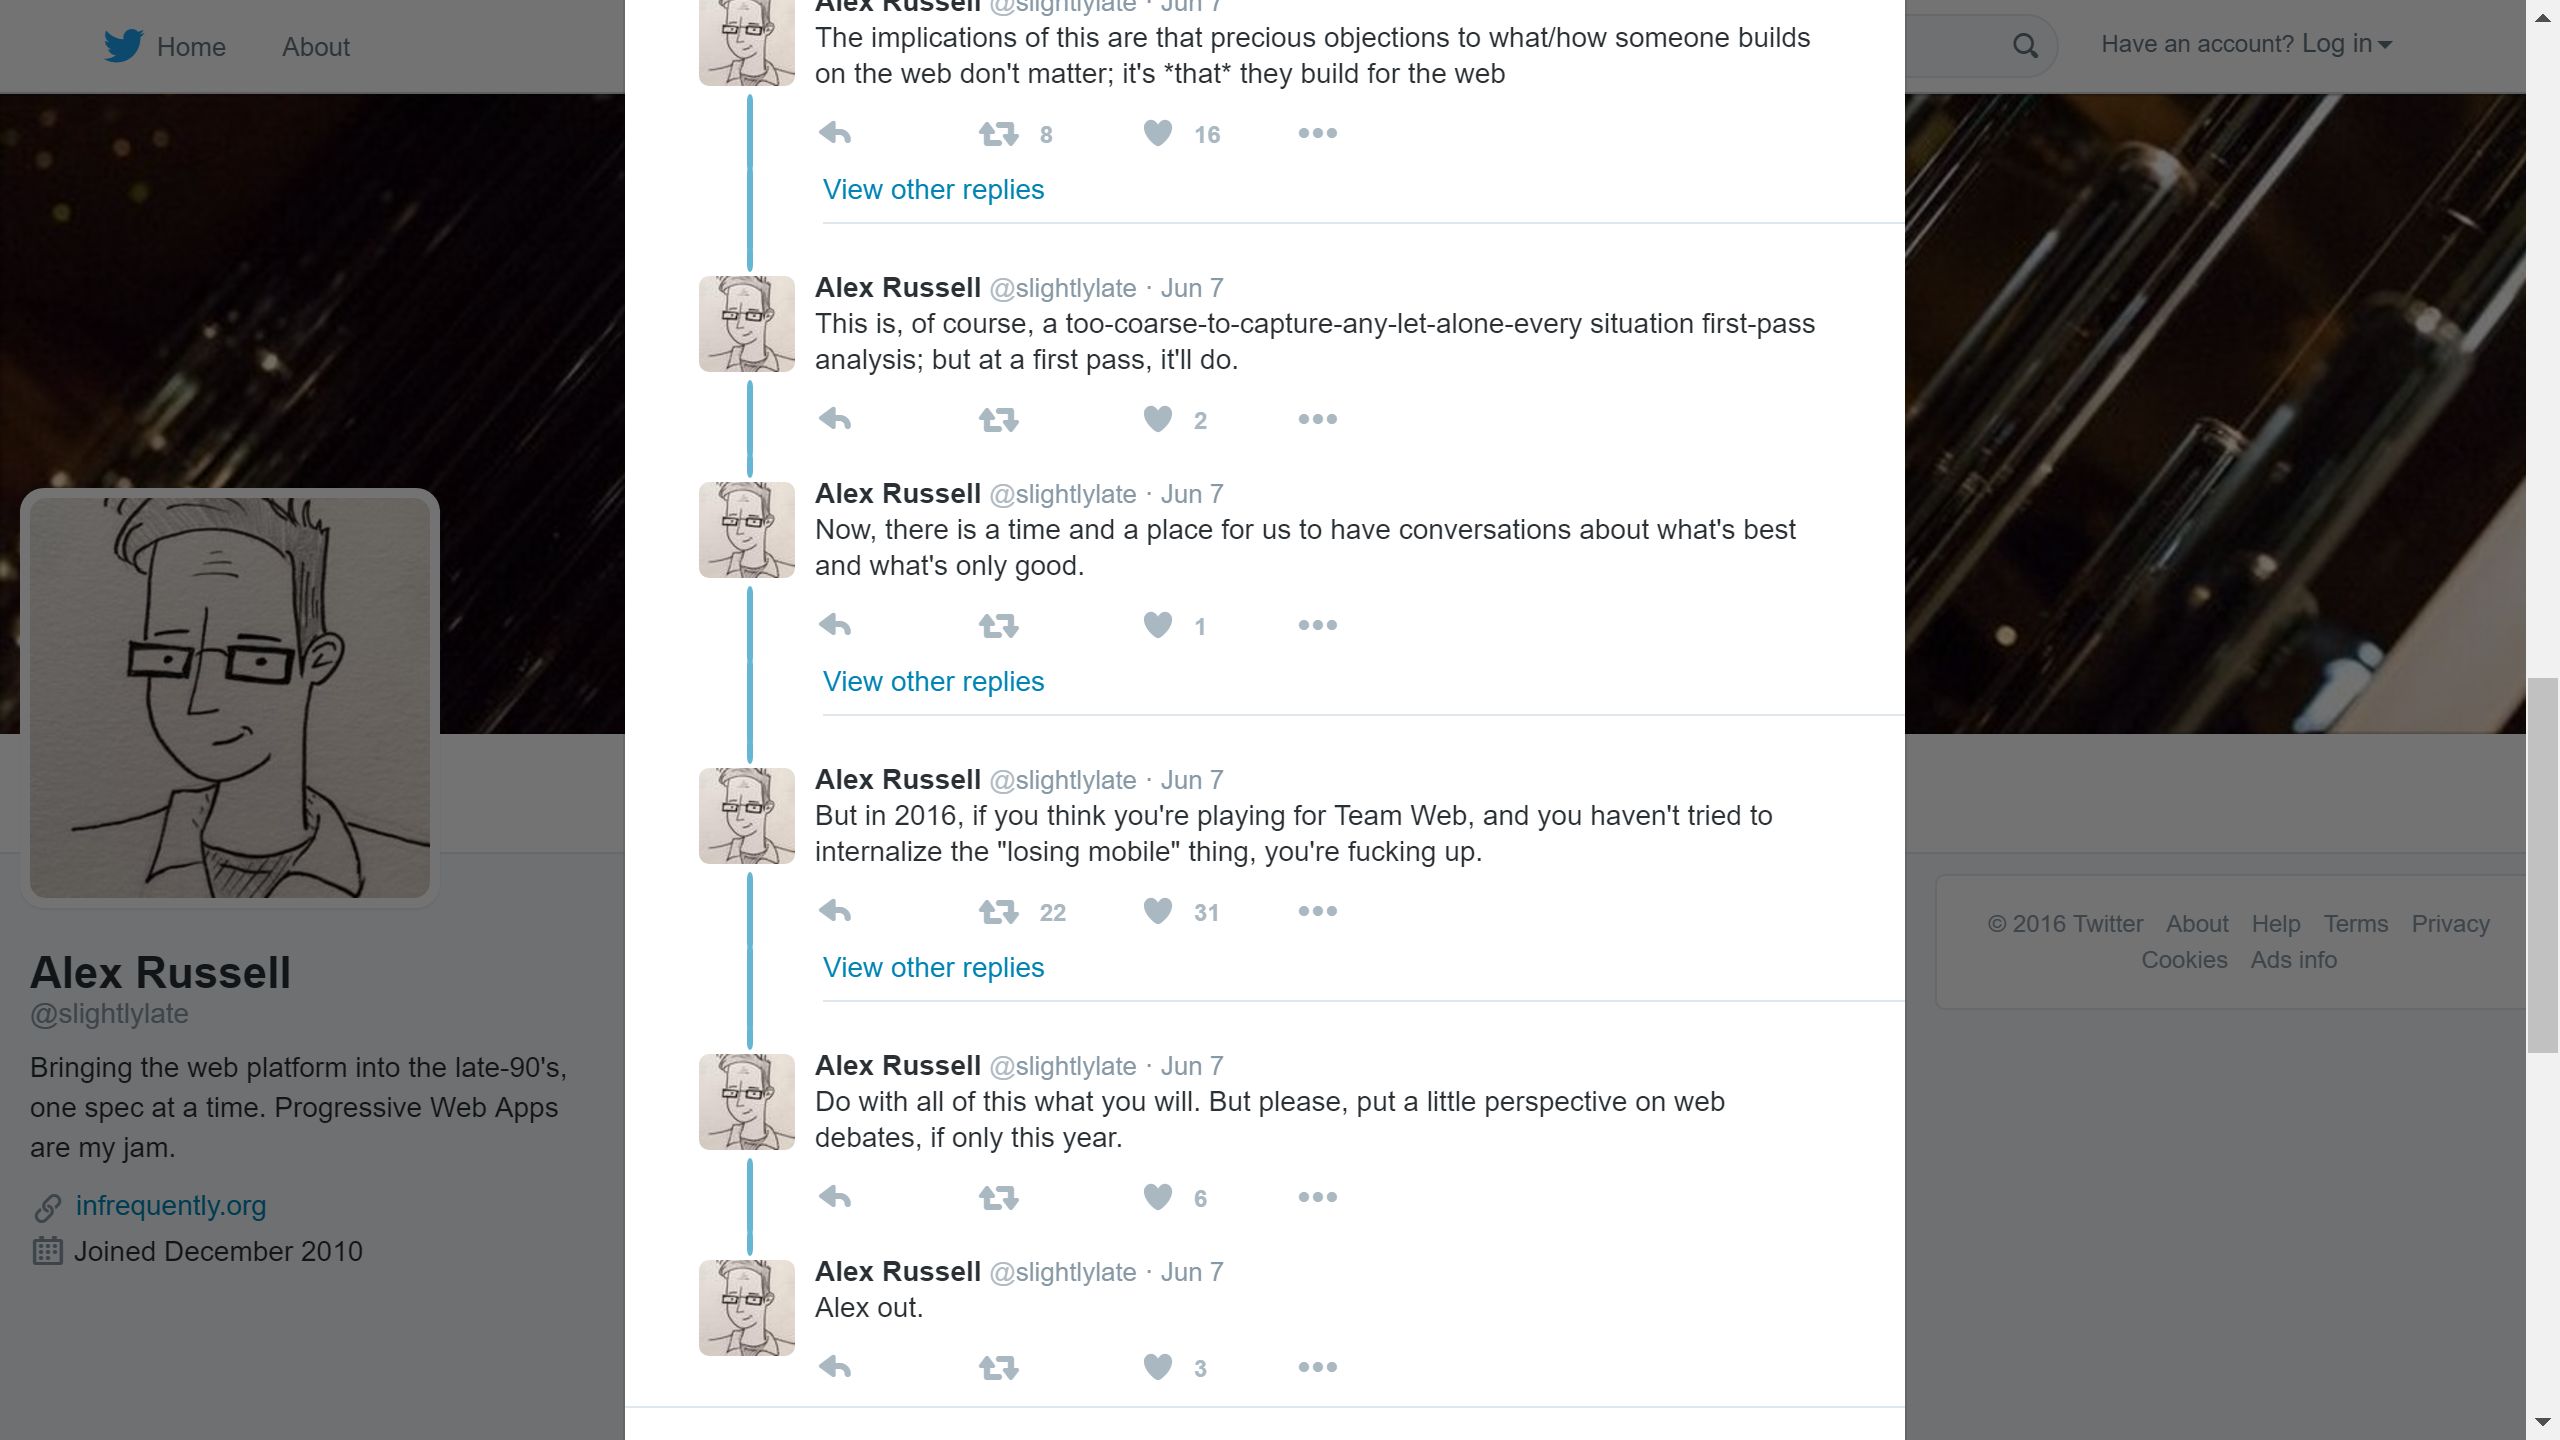 Home
About
Have an account? Log in
Alex Russell @slightlylate · Jun 7
The implications of this are that precious objections to what/how someone builds
on the web don't matter; it's *that* they build for the web
8
16
View other replies
Alex Russell @slightlylate · Jun 7
This is, of course, a too-coarse-to-capture-any-let-alone-every situation first-pass
analysis; but at a first pass, it'll do.
2
Alex Russell @slightlylate · Jun 7
Now, there is a time and a place for us to have conversations about what's best
and what's only good.
1
View other replies
Alex Russell @slightlylate · Jun 7
But in 2016, if you think you're playing for Team Web, and you haven't tried to
internalize the "losing mobile" thing, you're fucking up.
22
31
View other replies
Alex Russell @slightlylate · Jun 7
Do with all of this what you will. But please, put a little perspective on web
debates, if only this year.
6
Alex Russell @slightlylate · Jun 7
Alex out.
3
Alex Russell
@slightlylate
Bringing the web platform into the late-90's,
one spec at a time. Progressive Web Apps
are my jam.
infrequently.org
Joined December 2010
© 2016 Twitter About Help Terms Privacy
Cookies Ads info